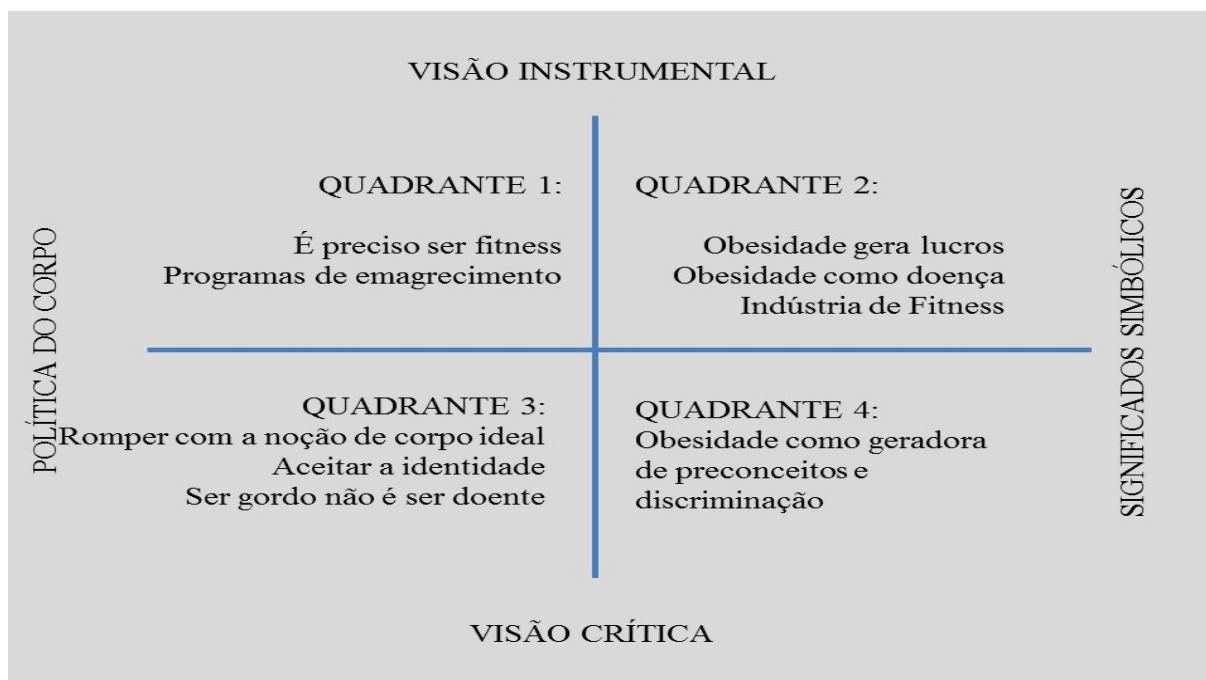 VISÃO INSTRUMENTAL
POLÍTICA DO CORPO
QUADRANTE 1:
É preciso ser fitness
Programas de emagrecimento
QUADRANTE 2:
Obesidade gera lucros
Obesidade como doença
Indústria de Fitness
QUADRANTE 3:
Romper com a noção de corpo ideal
Aceitar a identidade
Ser gordo não é ser doente
QUADRANTE 4:
Obesidade como geradora
de preconceitos e
discriminação
SIGNIFICADOS SIMBÓLICOS
VISÃO CRÍTICA